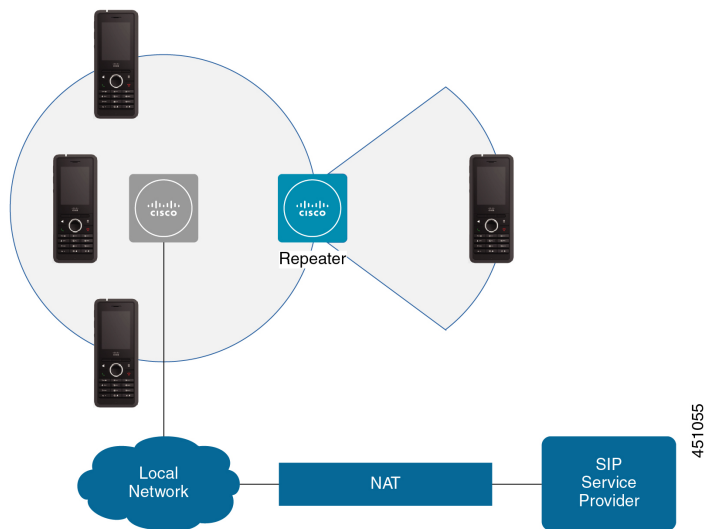 CISCO
CISCO
Repeater
Local
Network
NAT
SIP
Service
Provider
451055